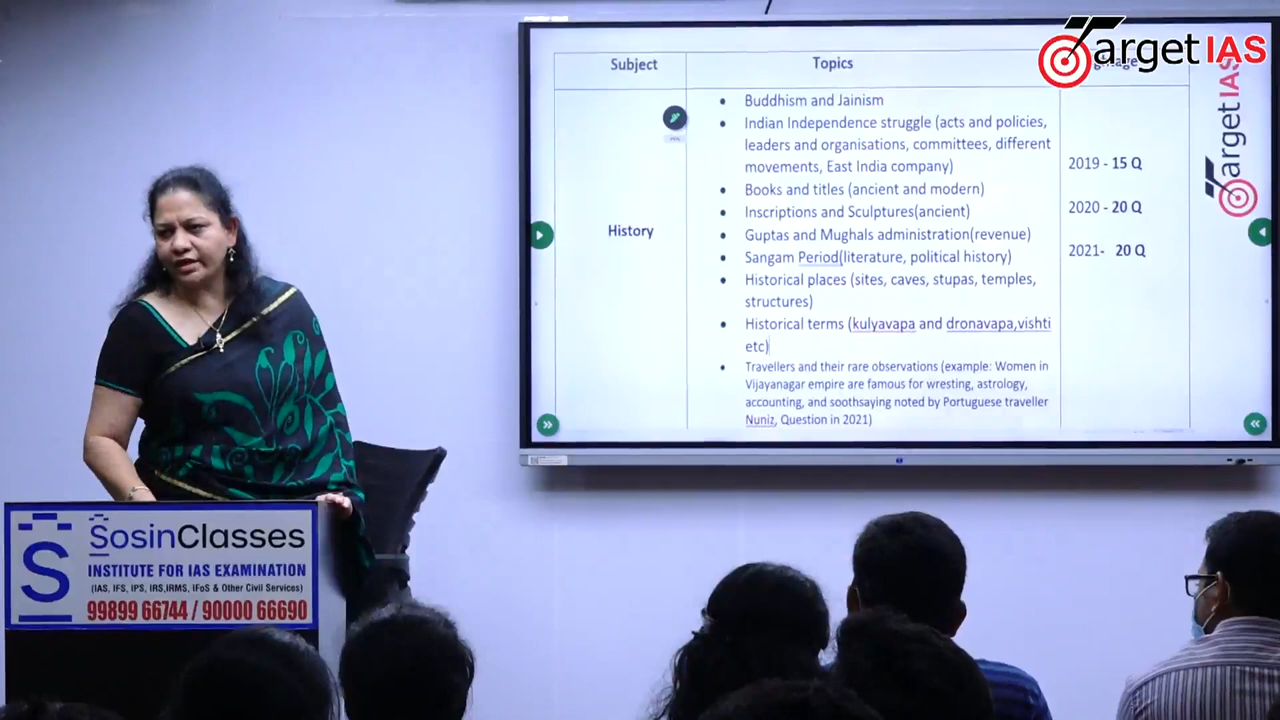 Target IAS
Subject
Topics
Buddhism and Jainism
Indian Independence struggle (acts and policies,
leaders and organisations, committees, different
movements, East India company)
Books and titles (ancient and modern)
Inscriptions and Sculptures(ancient)
Guptas and Mughals administration(revenue)
Sangam Period(literature, political history)
Historical places (sites, caves, stupas, temples,
structures)
Historical terms (kulyavapa and dronavapa,vishti
etc)
Travellers and their rare observations (example: Women in
Vijayanagar empire are famous for wresting, astrology,
accounting, and soothsaying noted by Portuguese traveller
Nuniz, Question in 2021)
History
2019 - 15 Q
2020 - 20 Q
2021- 20 Q
Target IAS
S
SosinClasses
INSTITUTE FOR IAS EXAMINATION
(IAS, IFS, IPS, IRS,IRMS, IFoS & Other Civil Services)
99899 66744 / 90000 66690